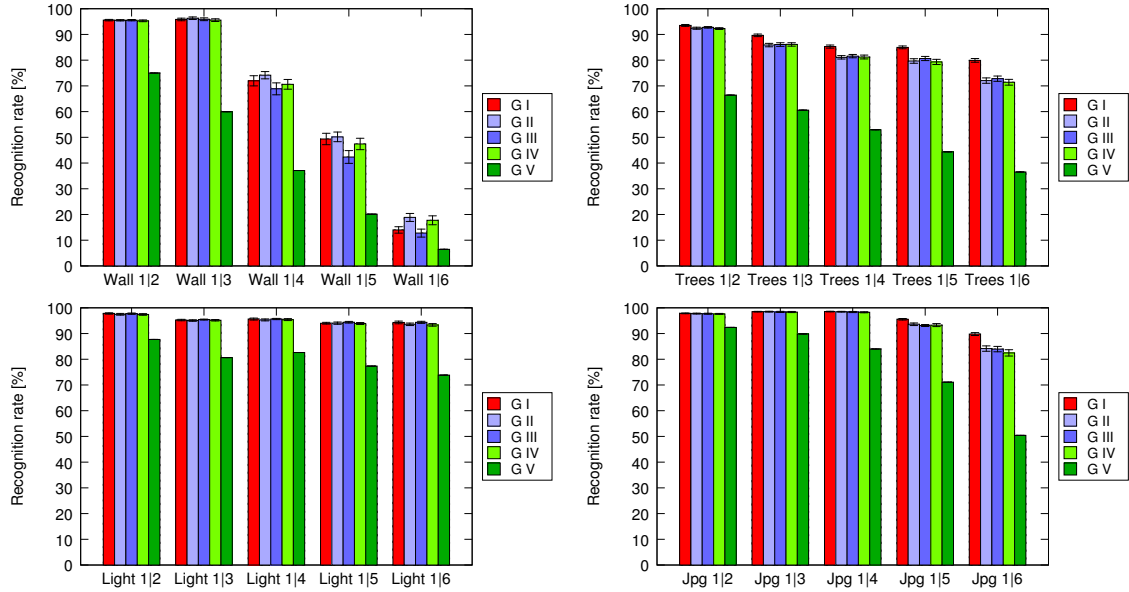 Recognition rate [%]
100
90
80
70
60
50
40
30
20
10
0
Wall 1|2 Wall 1|3 Wall 1|4 Wall 1|5 Wall 1|6
G I
G II
G III
G IV
G V
Recognition rate [%]
100
90
80
70
60
50
40
30
20
10
0
Trees 1|2 Trees 1|3 Trees 1|4 Trees 1|5 Trees 1|6
G I
G II
G III
G IV
G V
Recognition rate [%]
100
90
80
70
60
50
40
30
20
10
0
Light 1|2 Light 1|3 Light 1|4 Light 1|5 Light 1|6
G I
G II
G III
G IV
G V
Recognition rate [%]
100
90
80
70
60
50
40
30
20
10
0
Jpg 1|2 Jpg 1|3 Jpg 1|4 Jpg 1|5 Jpg 1|6
G I
G II
G III
G IV
G V